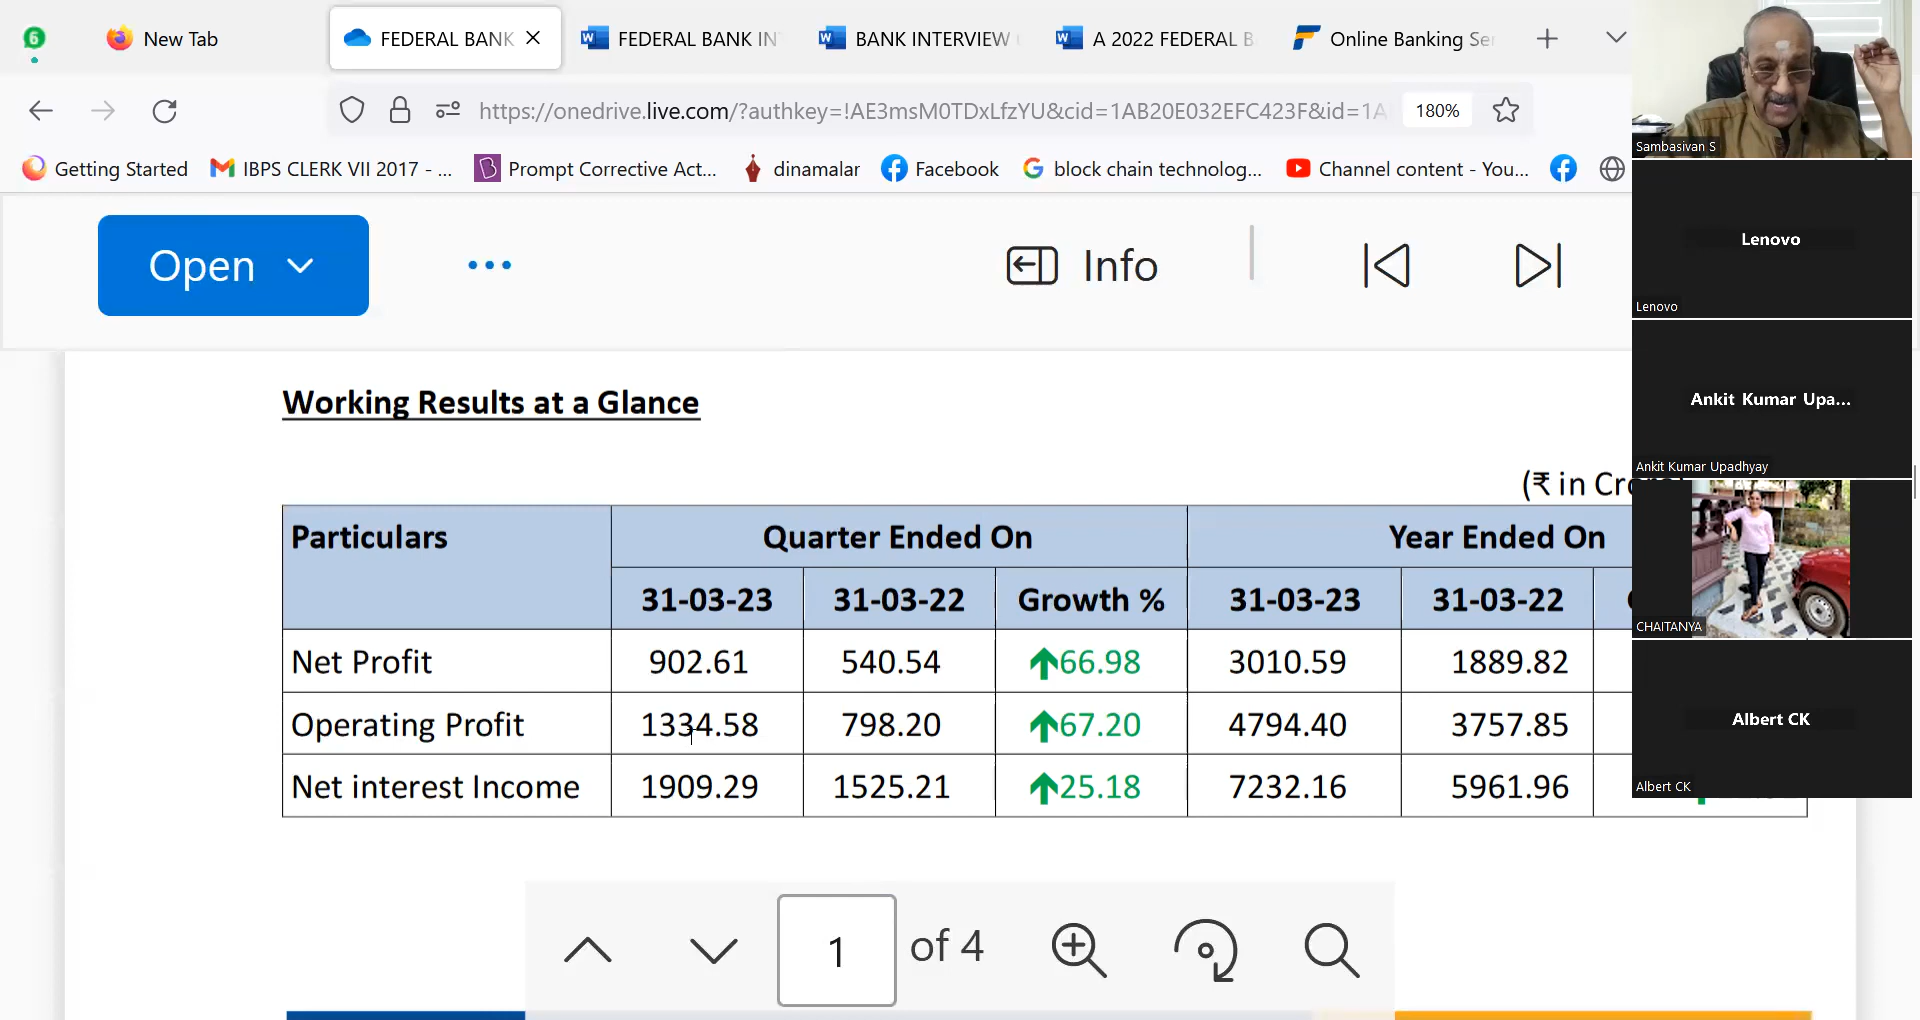 6
New Tab
FEDERAL BANK
FEDERAL BANK IN
BANK INTERVIEW
A 2022 FEDERAL B
Online Banking Ser
https://onedrive.live.com/?authkey=!AE3msM0TDxLfzYU&cid=1AB20E032EFC423F&id=1A
180%
Getting Started
IBPS CLERK VII 2017 - ...
Prompt Corrective Act...
dinamalar
Facebook
block chain technolog...
Channel content - You...
Open
Info
Working Results at a Glance
(₹ in Cro
Particulars Quarter Ended On Year Ended On
31-03-23 31-03-22 Growth % 31-03-23 31-03-22
Net Profit 902.61 540.54 66.98 3010.59 1889.82
Operating Profit 1334.58 798.20 67.20 4794.40 3757.85
Net interest Income 1909.29 1525.21 25.18 7232.16 5961.96
1 of 4
Sambasivan S
Lenovo
Lenovo
Ankit Kumar Upa...
Ankit Kumar Upadhyay
CHAITANYA
Albert CK
Albert CK